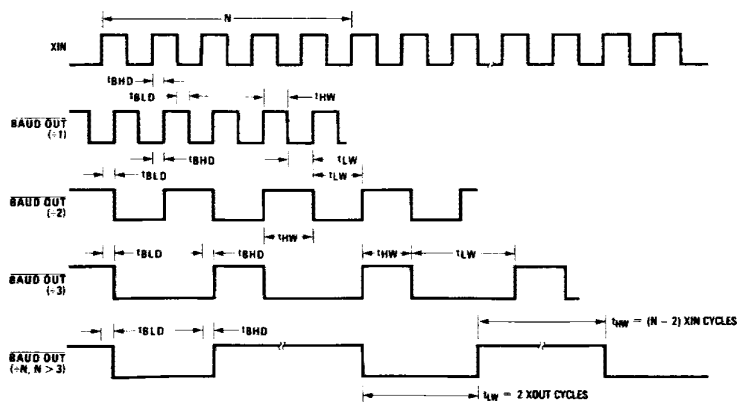 N
XIN
tBHD
tBLD
tHW
BAUD OUT
(÷1)
tBHD
tLW
tBLD
tLW
BAUD OUT
(÷2)
tHW
tBLD
tBHD
tHW
tLW
BAUD OUT
(÷3)
tBLD
tBHD
tHW = (N – 2) XIN CYCLES
BAUD OUT
(÷N, N > 3)
tLW = 2 XOUT CYCLES